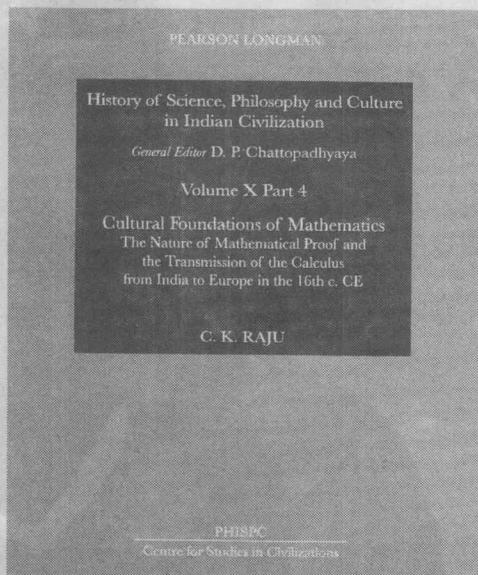 PEARSON LONGMAN
History of Science, Philosophy and Culture
in Indian Civilization
General Editor D. P. Chattopadhyaya
Volume X Part 4
Cultural Foundations of Mathematics
The Nature of Mathematical Proof and
the Transmission of the Calculus
from India to Europe in the 16th c. CE
C. K. RAJU
PHISPC
Centre for Studies in Civilizations